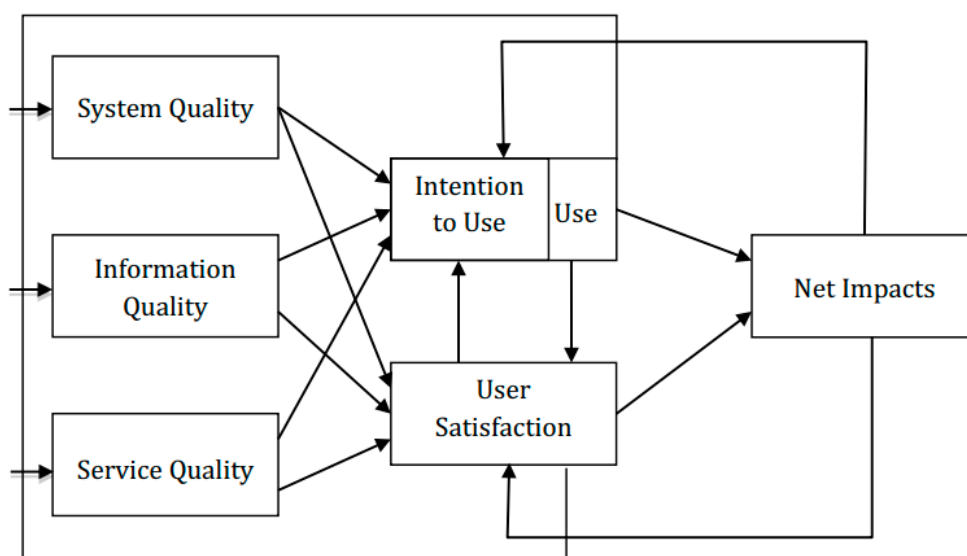 System Quality
Intention
to Use
Use
Information
Quality
Net Impacts
User
Satisfaction
Service Quality